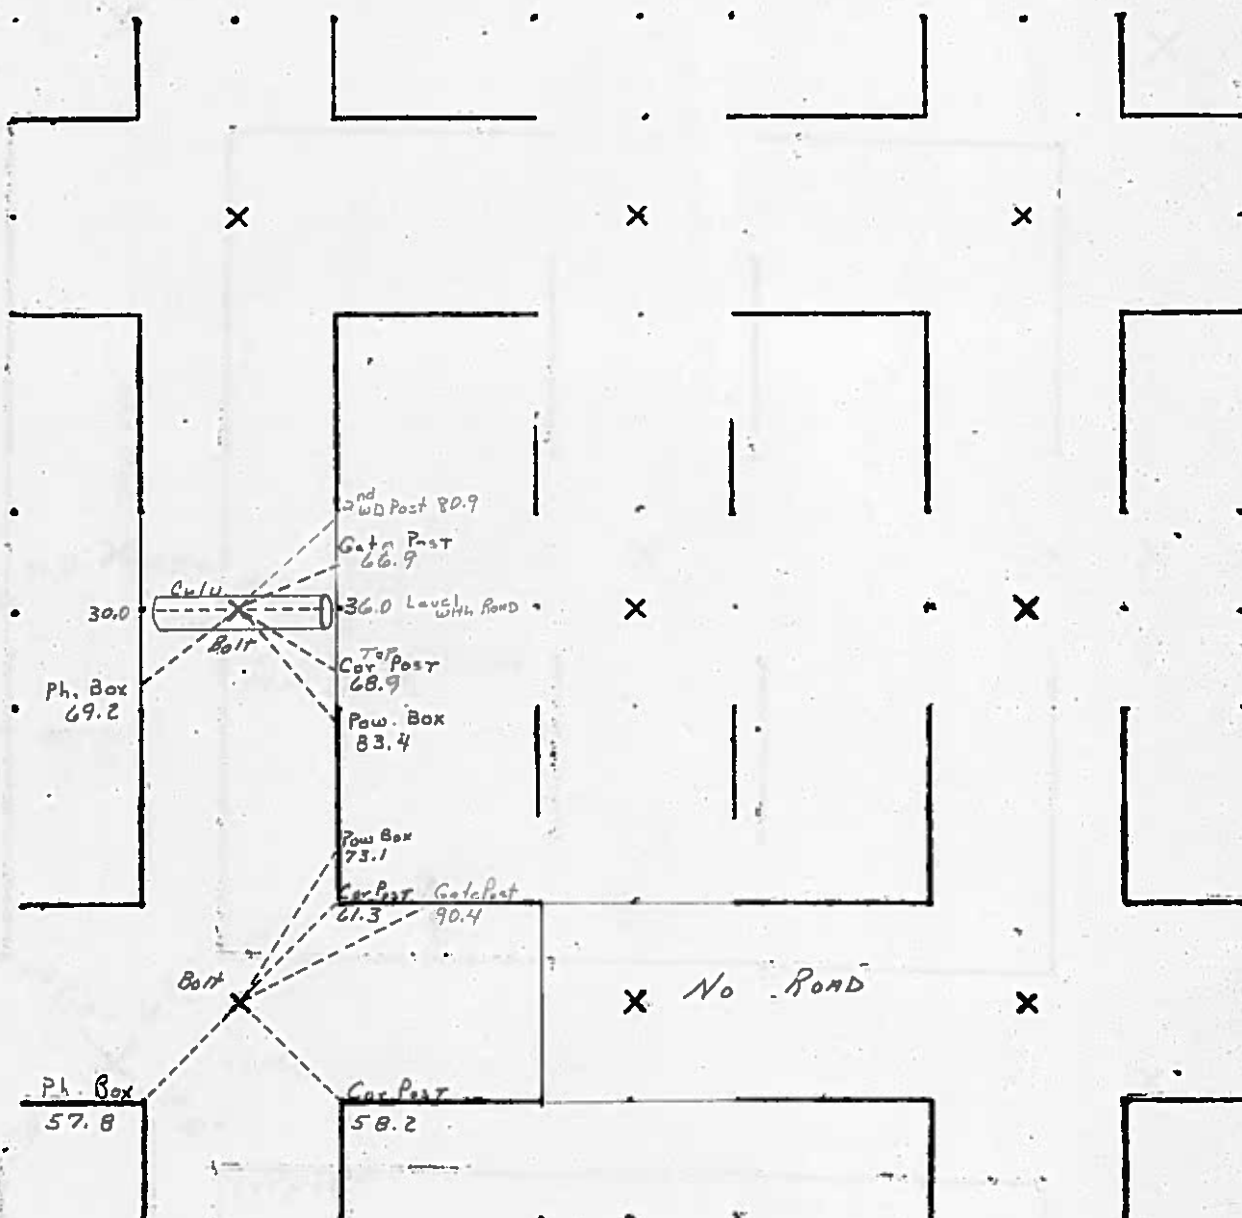 2nd WD Post 80.9
Gate Post
66.9
Culv
30.0
36.0 Level with ROAD
Bolt
Top
Cor Post
68.9
Ph. Box
69.2
Pow. Box
83.4
Pow Box
73.1
Cor Post
61.3
Gate Post
90.4
Bolt
No ROAD
Ph. Box
57.8
Cor Post
58.2